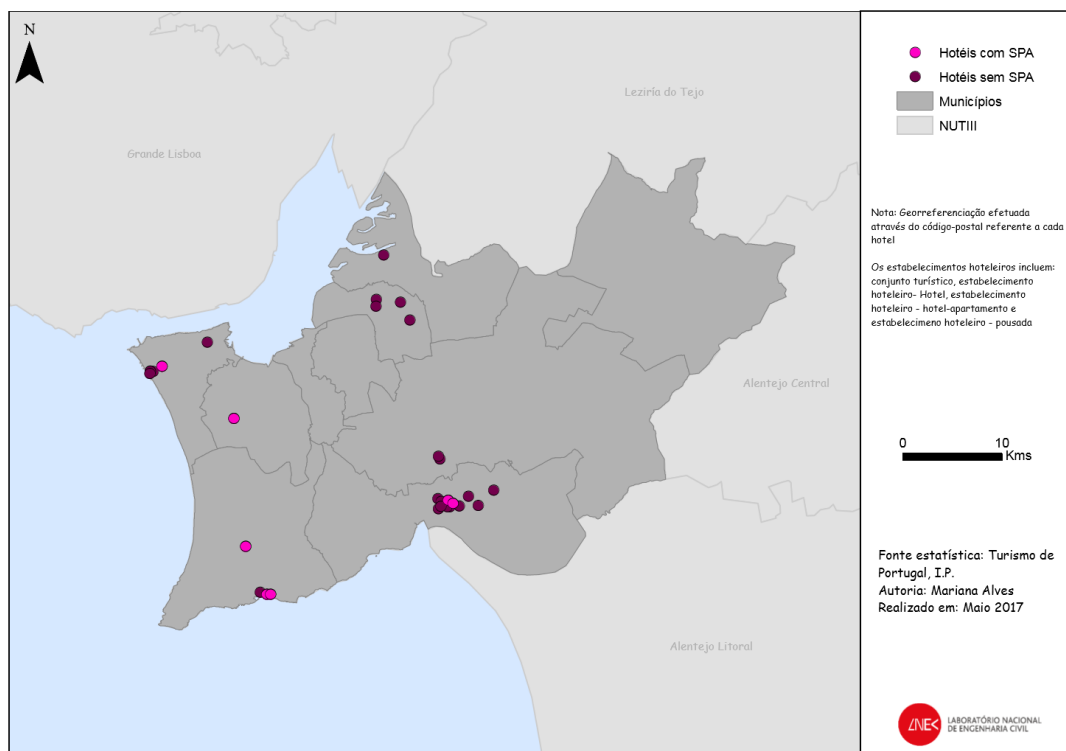 N
Leziría do Tejo
Grande Lisboa
Alentejo Central
Alentejo Litoral
Hotéis com SPA
Hotéis sem SPA
Municípios
NUTIII
Nota: Georreferenciação efetuada
através do código-postal referente a cada
hotel
Os estabelecimentos hoteleiros incluem:
conjunto turístico, estabelecimento
hoteleiro- Hotel, estabelecimento
hoteleiro - hotel-apartamento e
estabelecimeno hoteleiro - pousada
0 10
Kms
Fonte estatística: Turismo de
Portugal, I.P.
Autoria: Mariana Alves
Realizado em: Maio 2017
LNEC
LABORATÓRIO NACIONAL
DE ENGENHARIA CIVIL